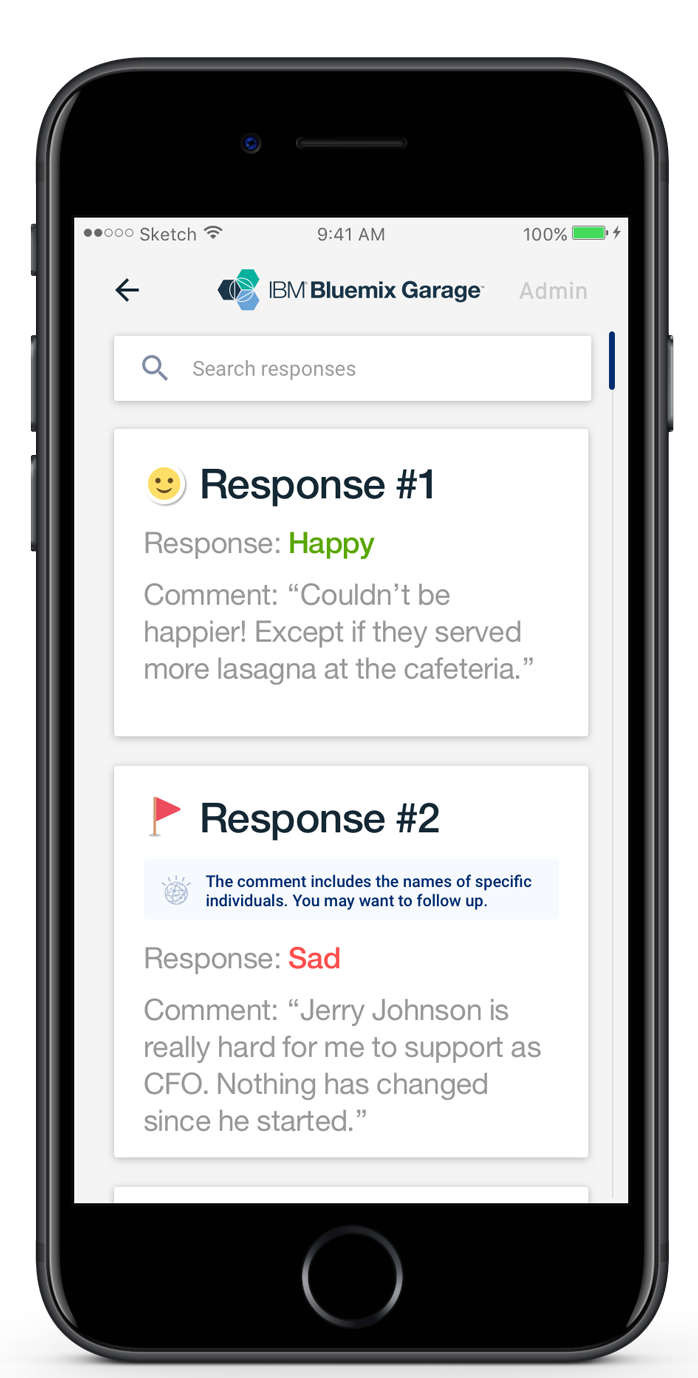 Sketch 9:41 AM 100%
IBM® Bluemix Garage™ Admin
Search responses
Response #1
Response: Happy
Comment: “Couldn’t be
happier! Except if they served
more lasagna at the cafeteria.”
Response #2
The comment includes the names of specific
individuals. You may want to follow up.
Response: Sad
Comment: “Jerry Johnson is
really hard for me to support as
CFO. Nothing has changed
since he started.”